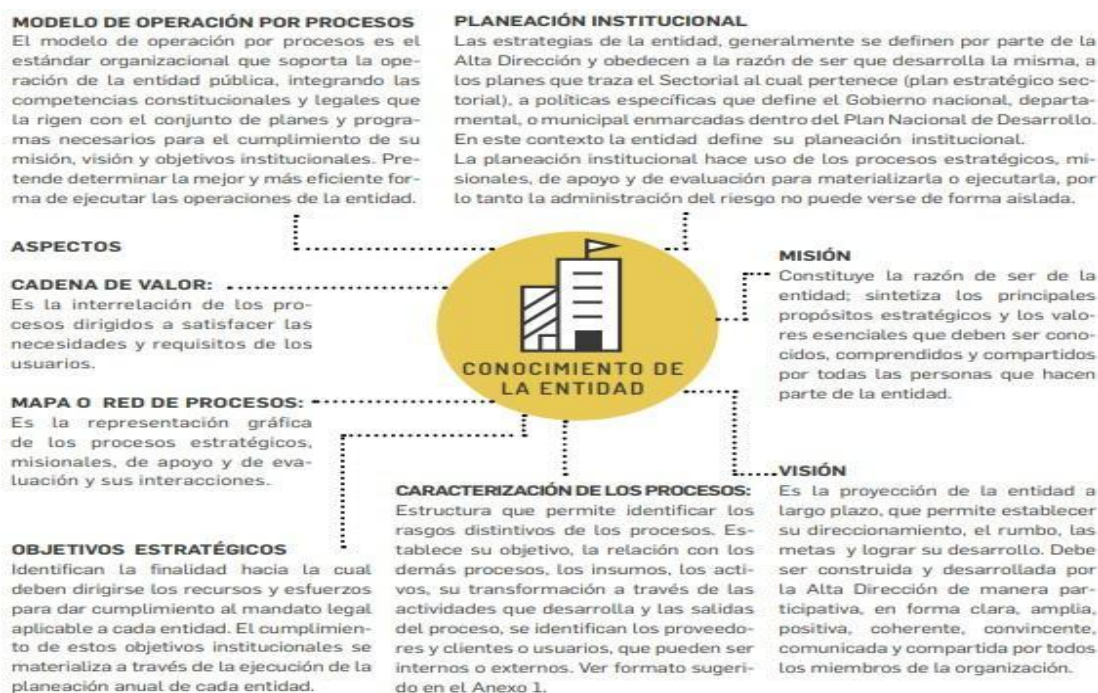 MODELO DE OPERACIÓN POR PROCESOS
El modelo de operación por procesos es el
estándar organizacional que soporta la ope-
ración de la entidad pública, integrando las
competencias constitucionales y legales que
la rigen con el conjunto de planes y progra-
mas necesarios para el cumplimiento de su
misión, visión y objetivos institucionales. Pre-
tende determinar la mejor y más eficiente for-
ma de ejecutar las operaciones de la entidad.
PLANEACIÓN INSTITUCIONAL
Las estrategias de la entidad, generalmente se definen por parte de la
Alta Dirección y obedecen a la razón de ser que desarrolla la misma, a
los planes que traza el Sectorial al cual pertenece (plan estratégico sec-
torial), a políticas específicas que define el Gobierno nacional, departa-
mental, o municipal enmarcadas dentro del Plan Nacional de Desarrollo.
En este contexto la entidad define su planeación institucional.
La planeación institucional hace uso de los procesos estratégicos, mi-
sionales, de apoyo y de evaluación para materializarla o ejecutarla, por
lo tanto la administración del riesgo no puede verse de forma aislada.
ASPECTOS
CADENA DE VALOR:
Es la interrelación de los pro-
cesos dirigidos a satisfacer las
necesidades y requisitos de los
usuarios.
MAPA O RED DE PROCESOS:
Es la representación gráfica
de los procesos estratégicos,
misionales, de apoyo y de eva-
luación y sus interacciones.
OBJETIVOS ESTRATÉGICOS
Identifican la finalidad hacia la cual
deben dirigirse los recursos y esfuerzos
para dar cumplimiento al mandato legal
aplicable a cada entidad. El cumplimien-
to de estos objetivos institucionales se
materializa a través de la ejecución de la
planeación anual de cada entidad.
CONOCIMIENTO DE
LA ENTIDAD
CARACTERIZACIÓN DE LOS PROCESOS:
Estructura que permite identificar los
rasgos distintivos de los procesos. Es-
tablece su objetivo, la relación con los
demás procesos, los insumos, los acti-
vos, su transformación a través de las
actividades que desarrolla y las salidas
del proceso, se identifican los proveedo-
res y clientes o usuarios, que pueden ser
internos o externos. Ver formato sugeri-
do en el Anexo 1.
MISIÓN
Constituye la razón de ser de la
entidad; sintetiza los principales
propósitos estratégicos y los valo-
res esenciales que deben ser cono-
cidos, comprendidos y compartidos
por todas las personas que hacen
parte de la entidad.
VISIÓN
Es la proyección de la entidad a
largo plazo, que permite establecer
su direccionamiento, el rumbo, las
metas y lograr su desarrollo. Debe
ser construida y desarrollada por
la Alta Dirección de manera par-
ticipativa, en forma clara, amplia,
positiva, coherente, convincente,
comunicada y compartida por todos
los miembros de la organización.